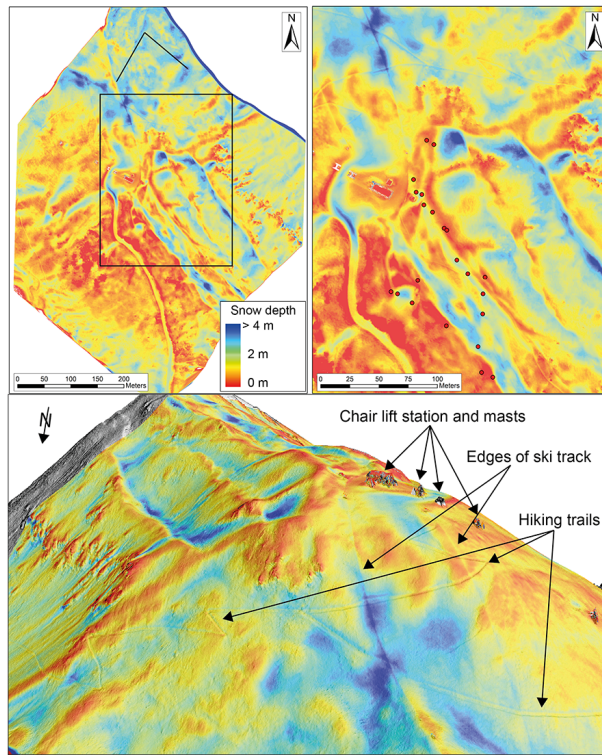 N
N
Snow depth
> 4 m
2 m
0 m
0 50 100 150 200
Meters
0 25 50 75 100
Meters
N
Chair lift station and masts
Edges of ski track
Hiking trails